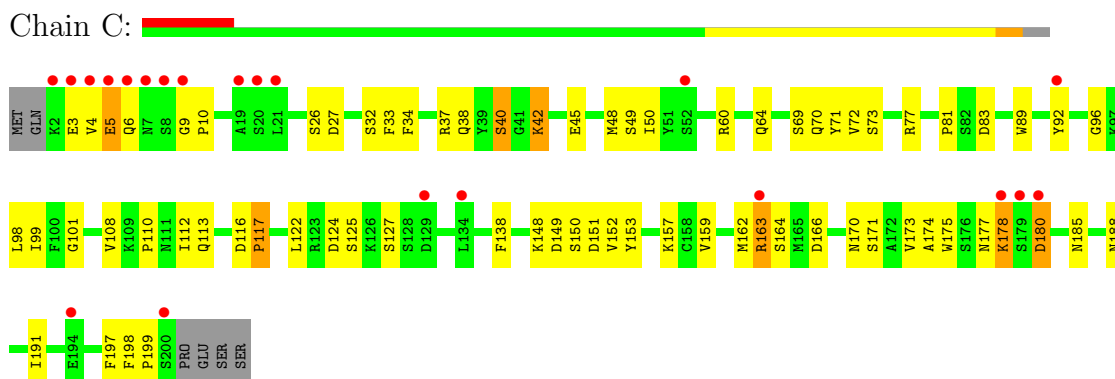 Chain C:
MET GLN K2 E3 V4 E5 Q6 N7 S8 G9 P10 A19 S20 L21 S26 D27 S32 F33 F34 R37 Q38 Y39 S40 G41 K42 E45 M48 S49 I50 Y51 S52 R60 Q64 S69 Q70 Y71 V72 S73 R77 P81 S82 D83 W89 Y92 G96 K97
L98 I99 F100 G101 V108 K109 P110 N111 I112 Q113 D116 P117 L122 R123 D124 S125 K126 S127 S128 D129 L134 F138 K148 D149 S150 D151 V152 Y153 K157 C158 V159 M162 R163 S164 M165 D166 N170 S171 A172 V173 A174 W175 S176 N177 K178 S179 D180 N185 N189
I191 E194 F197 F198 P199 S200 PRO GLU SER SER